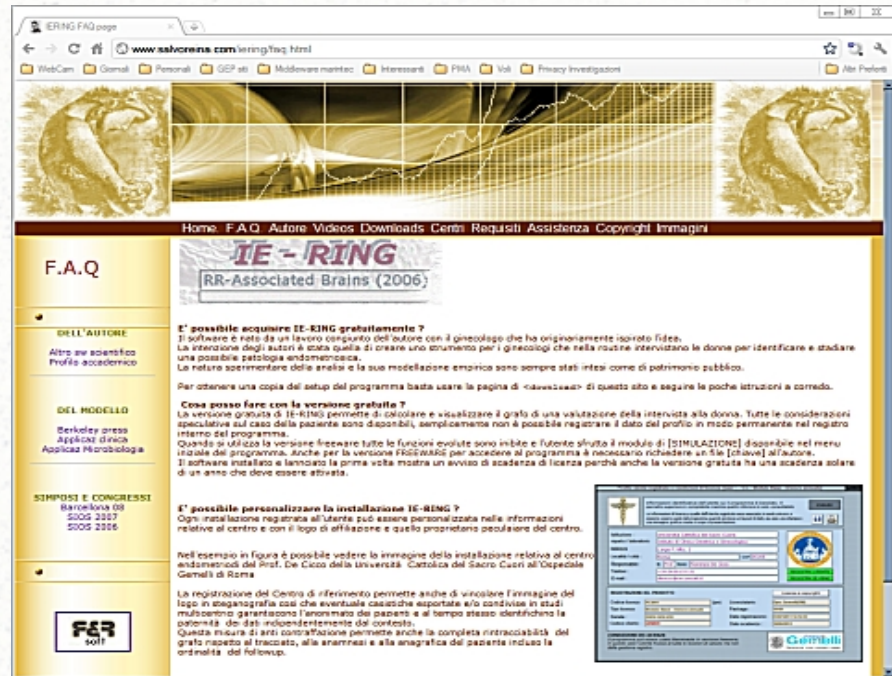 IERING FAQ page
www.salvoreina.com/iering/faq.html
WebCam Giornali Personali GEP ati Middleware mamtec Interessanti PMA Voli Privacy Investigazioni
Home. F.A.Q Autore Videos Downloads Centri Requisiti Assistenza Copyright Immagini
F.A.Q
IE - RING
RR-Associated Brains (2006)
DELL'AUTORE
Altro sw scientifico
Profilo accademico
DEL MODELLO
Berkeley press
Applicaz clinica
Applicaz Microbiologia
SIMPOSI E CONGRESSI
Barcellona 08
SIOS 2007
SIOS 2006
F&R
soft
E' possibile acquisire IE-RING gratuitamente ?
Il software è nato da un lavoro congiunto dell'autore con il ginecologo che ha originariamente ispirato l'idea.
La intenzione degli autori è stata quella di creare uno strumento per i ginecologi che nella routine intervistano le donne per identificare e stadiare
una possibile patologia endometriosica.
La natura sperimentale della analisi e la sua modellazione empirica sono sempre stati intesi come di patrimonio pubblico.
Per ottenere una copia del setup del programma basta usare la pagina di <download> di questo sito e seguire le poche istruzioni a corredo.
Cosa posso fare con la versione gratuita ?
La versione gratuita di IE-RING permette di calcolare e visualizzare il grafo di una valutazione della intervista alla donna. Tutte le considerazioni
speculative sul caso della paziente sono disponibili, semplicemente non è possibile registrare il dato del profilo in modo permanente nel registro
interno del programma.
Quando si utilizza la versione freeware tutte le funzioni evolute sono inibite e l'utente sfrutta il modulo di [SIMULAZIONE] disponibile nel menu
iniziale del programma. Anche per la versione FREEWARE per accedere al programma è necessario richiedere un file [chiave] all'autore.
Il software installato e lanciato la prima volta mostra un avviso di scadenza di licenza perchè anche la versione gratuita ha una scadenza solare
di un anno che deve essere attivata.
E' possibile personalizzare la installazione IE-RING ?
Ogni installazione registrata all'utente può essere personalizzata nelle informazioni
relative al centro e con il logo di affiliazione e quello proprietario peculaiere del centro.
Nell'esempio in figura è possibile vedere la immagine della installazione relativa al centro
endometriodi del Prof. De Cicco della Università Cattolica del Sacro Cuori all'Ospedale
Gemelli di Roma
La registrazione del Centro di riferimento permette anche di vincolare l'immagine del
logo in steganografia cosi che eventuale casistiche esportate e/o condivise in studi
multicentrici garantiscono l'anonimato dei pazienti e al tempo stesso identifichino la
paternità dei dati indipendentemente dal contesto.
Questa misura di anti contraffazione permette anche la completa rintracciabilità del
grafo rispetto al tracciato, alla anamnesi e alla anagrafica del paziente incluso la
ordinalità del followup.
Gemelli